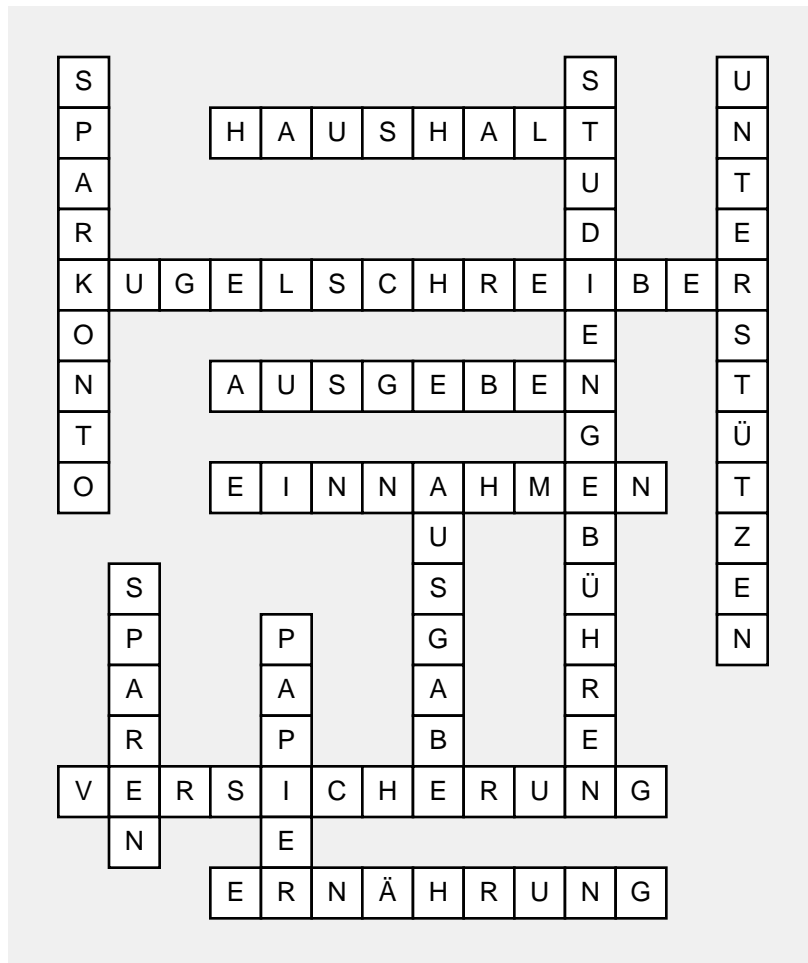 SPARKONTO
STUDIENGEBÜHREN
UNTERSTÜTZEN
HAUSHALT
KUGELSCHREIBER
AUSGEBEN
EINNAHMEN
AUSGABE
SPAREN
PAPIER
VERSICHERUNG
ERNÄHRUNG